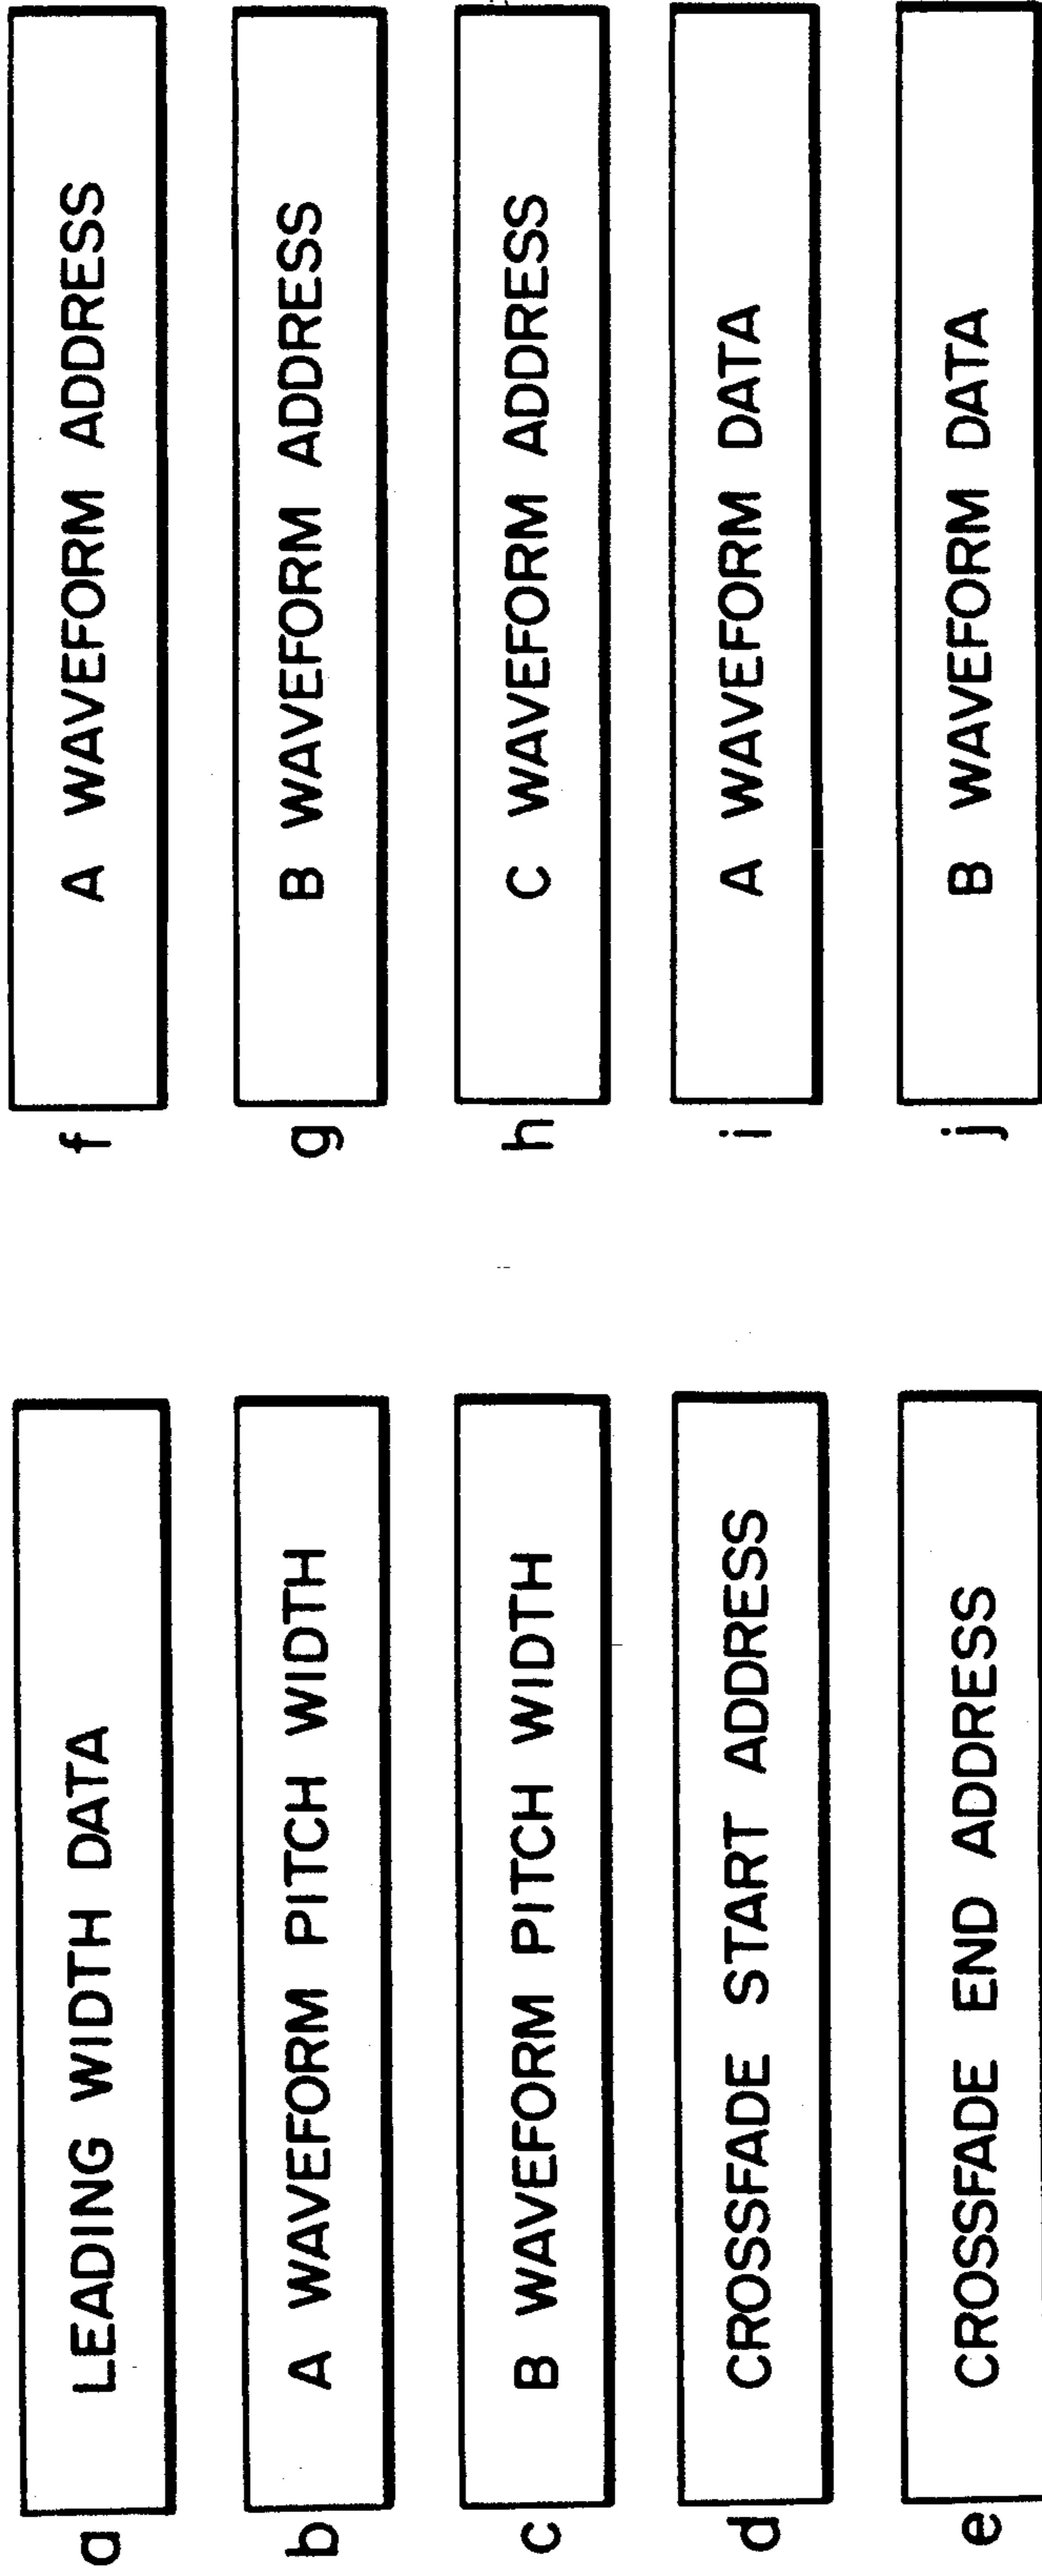 a LEADING WIDTH DATA
b A WAVEFORM PITCH WIDTH
c B WAVEFORM PITCH WIDTH
d CROSSFADE START ADDRESS
e CROSSFADE END ADDRESS
f A WAVEFORM ADDRESS
g B WAVEFORM ADDRESS
h C WAVEFORM ADDRESS
i A WAVEFORM DATA
j B WAVEFORM DATA